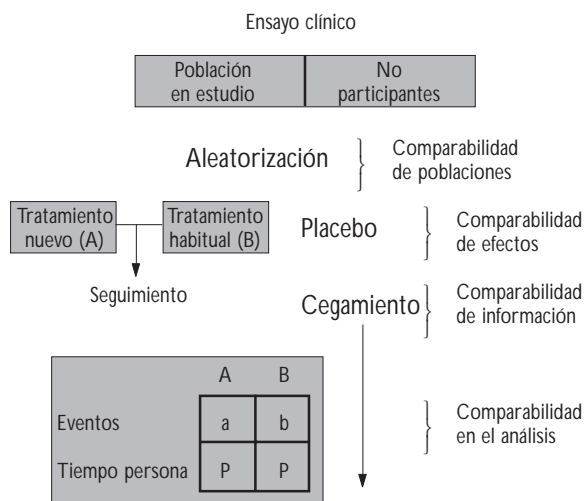 Ensayo clínico
Población
en estudio
No
participantes
Aleatorización
Comparabilidad
de poblaciones
Tratamiento
nuevo (A)
Tratamiento
habitual (B)
Placebo
Comparabilidad
de efectos
Seguimiento
Cegamiento
Comparabilidad
de información
A B
Eventos a b
Tiempo persona P P
Comparabilidad
en el análisis